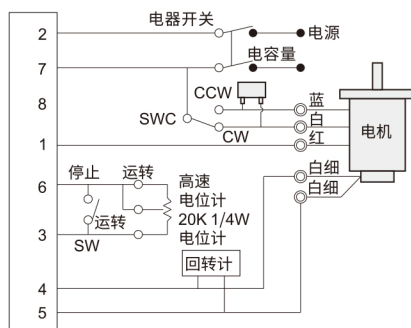 2
电器开关
电源
7
电容量
8
CCW
蓝
SWC
白
电机
1
CW
红
6
停止
运转
高速
电位计
20K 1/4W
电位计
白细
白细
运转
3
SW
回转计
4
5